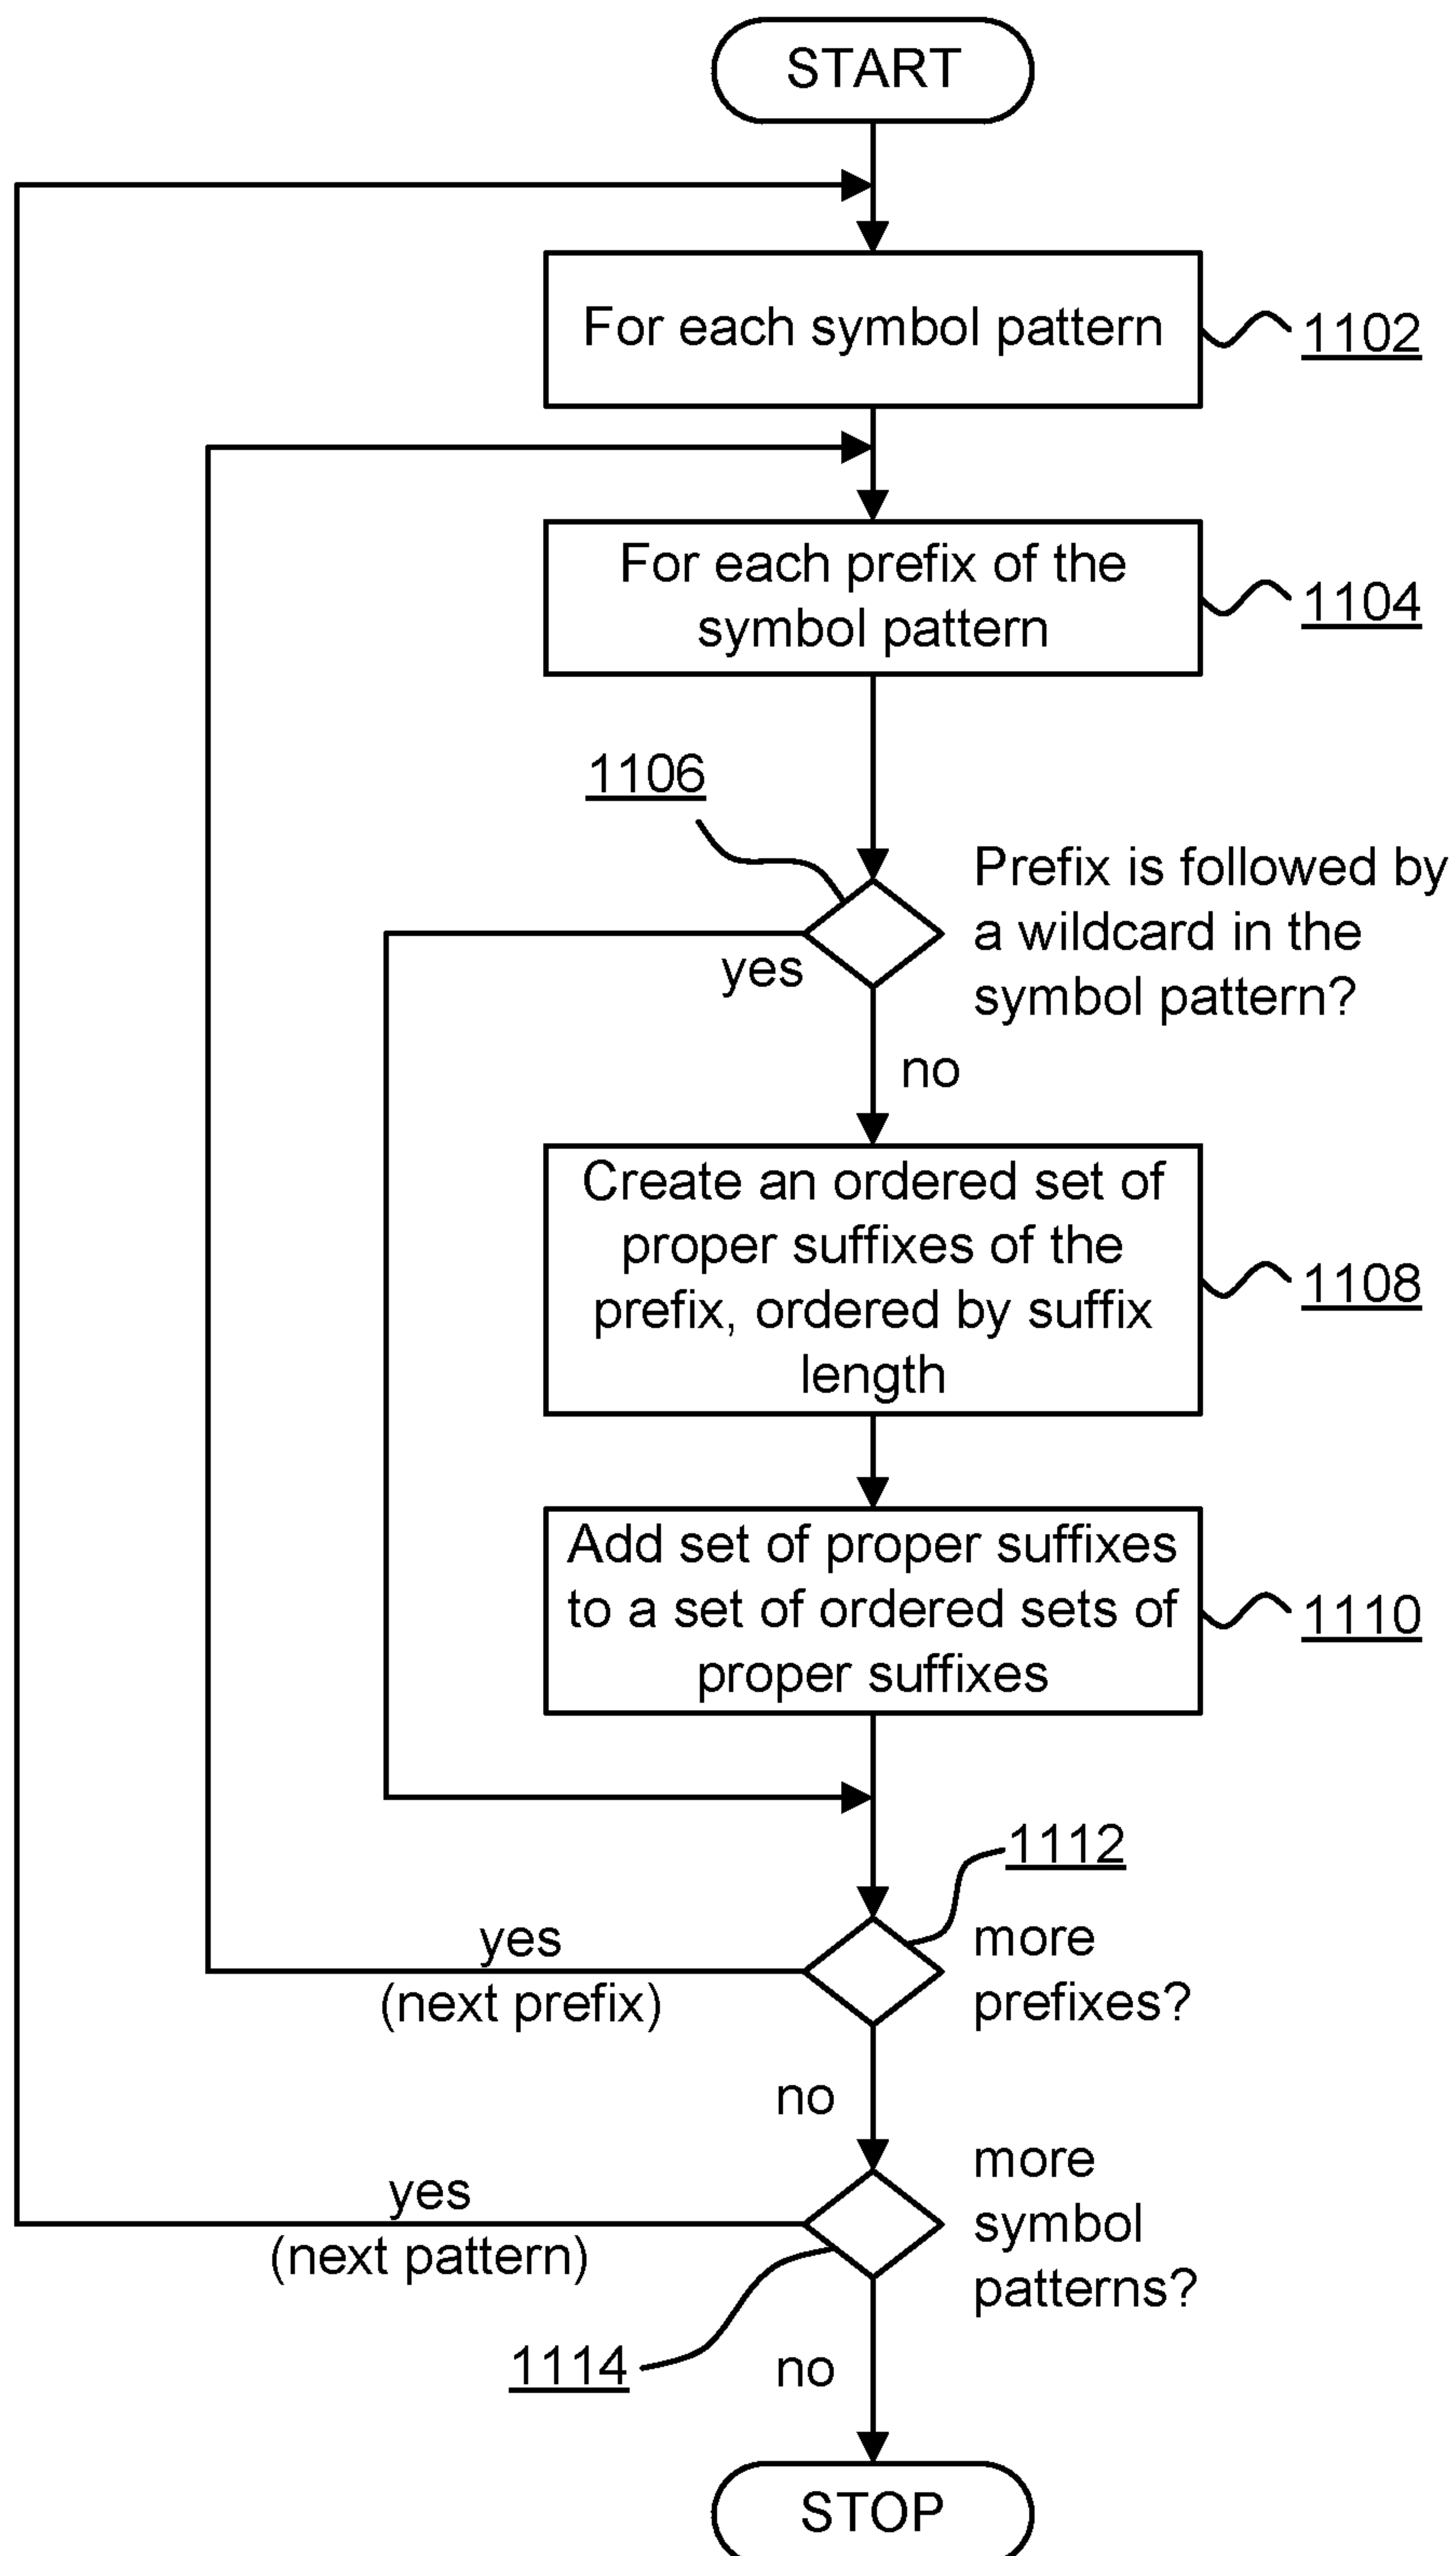 START
For each symbol pattern
1102
For each prefix of the
symbol pattern
1104
1106
Prefix is followed by
a wildcard in the
symbol pattern?
yes
no
Create an ordered set of
proper suffixes of the
prefix, ordered by suffix
length
1108
Add set of proper suffixes
to a set of ordered sets of
proper suffixes
1110
1112
more
prefixes?
yes
(next prefix)
no
more
symbol
patterns?
yes
(next pattern)
1114
no
STOP